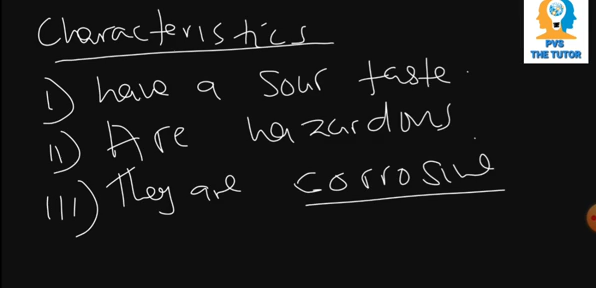 Characteristics
PVS
THE TUTOR
I) have a sour taste.
II) Are hazardous.
III) They are corrosive